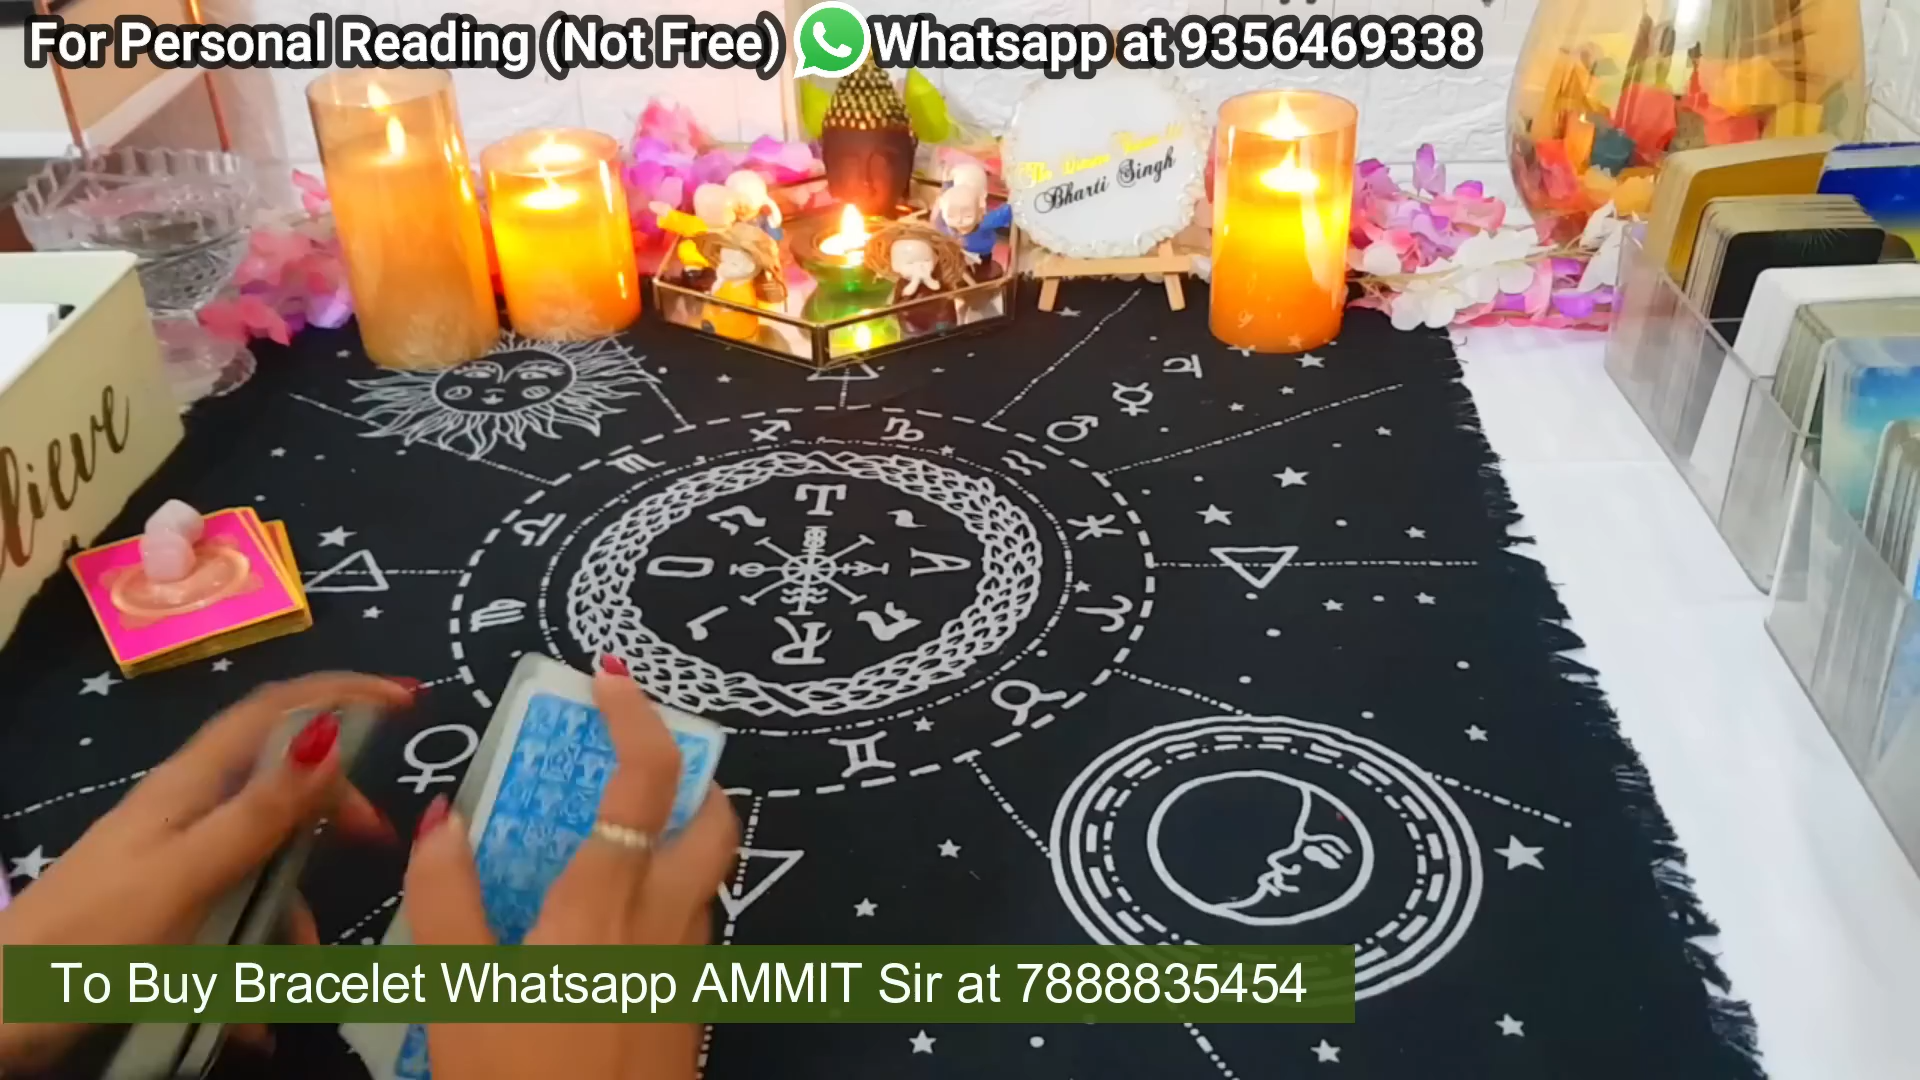 For Personal Reading (Not Free) Whatsapp at 9356469338
Bharti Singh
lieve
T
A
R
O
To Buy Bracelet Whatsapp AMMIT Sir at 7888835454